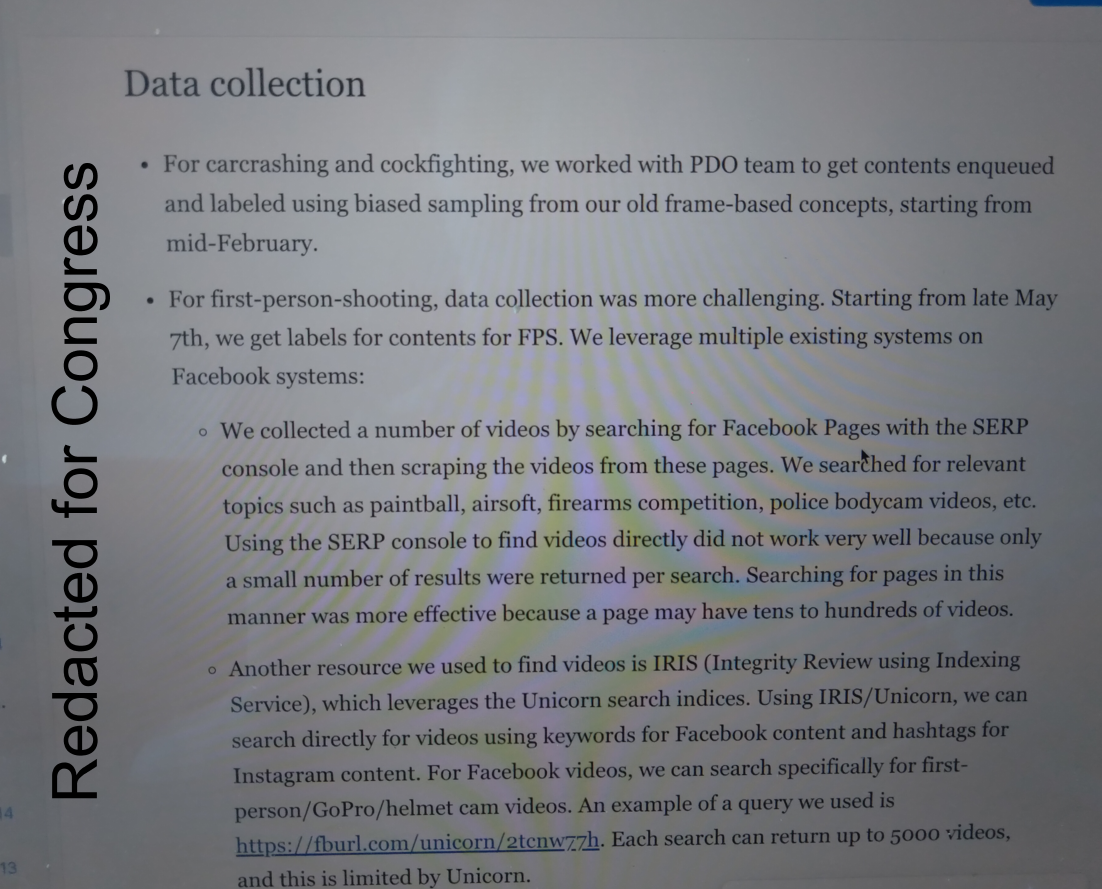 Redacted for Congress
Data collection
• For carcrashing and cockfighting, we worked with PDO team to get contents enqueued
and labeled using biased sampling from our old frame-based concepts, starting from
mid-February.
• For first-person-shooting, data collection was more challenging. Starting from late May
7th, we get labels for contents for FPS. We leverage multiple existing systems on
Facebook systems:
◦ We collected a number of videos by searching for Facebook Pages with the SERP
console and then scraping the videos from these pages. We searched for relevant
topics such as paintball, airsoft, firearms competition, police bodycam videos, etc.
Using the SERP console to find videos directly did not work very well because only
a small number of results were returned per search. Searching for pages in this
manner was more effective because a page may have tens to hundreds of videos.
◦ Another resource we used to find videos is IRIS (Integrity Review using Indexing
Service), which leverages the Unicorn search indices. Using IRIS/Unicorn, we can
search directly for videos using keywords for Facebook content and hashtags for
Instagram content. For Facebook videos, we can search specifically for first-
person/GoPro/helmet cam videos. An example of a query we used is
https://fburl.com/unicorn/2tcnw77h. Each search can return up to 5000 videos,
and this is limited by Unicorn.
14
13